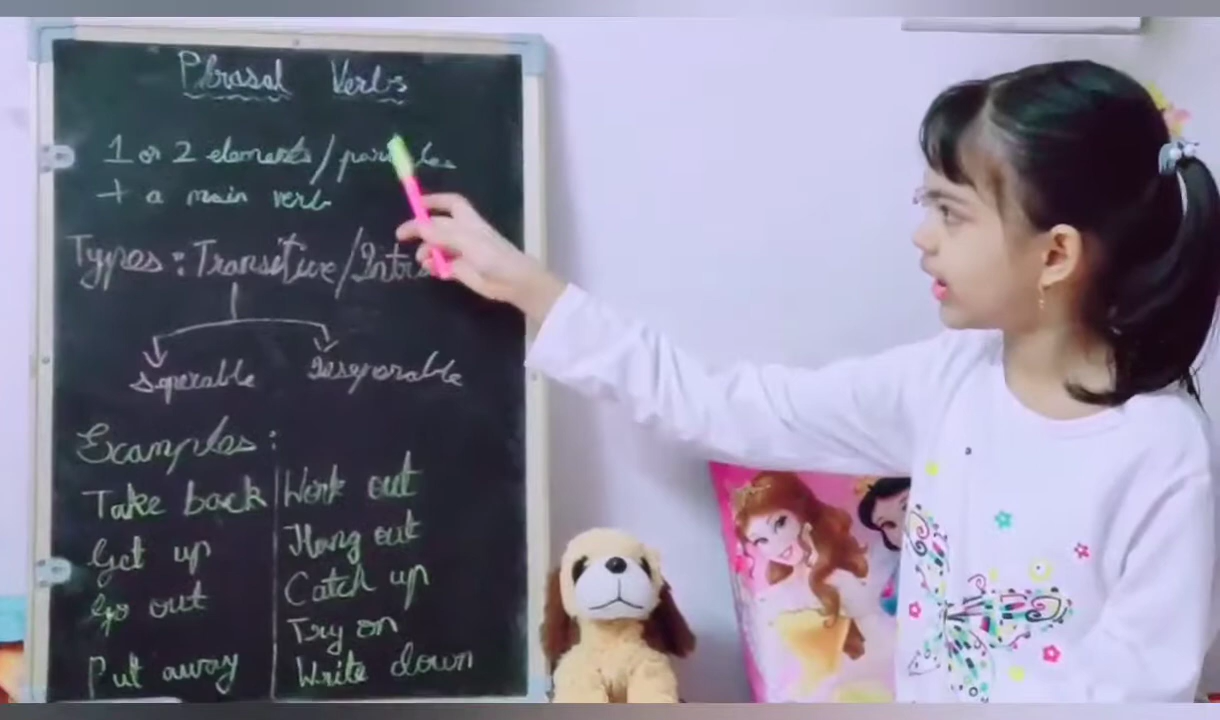 Phrasal Verbs
1 or 2 elements/
+ a main verb
Types: Transitive/
Seperable Inseparable
Examples:
Take back
Get up
Go out
Put away
Work out
Hang out
Catch up
Try on
Write down